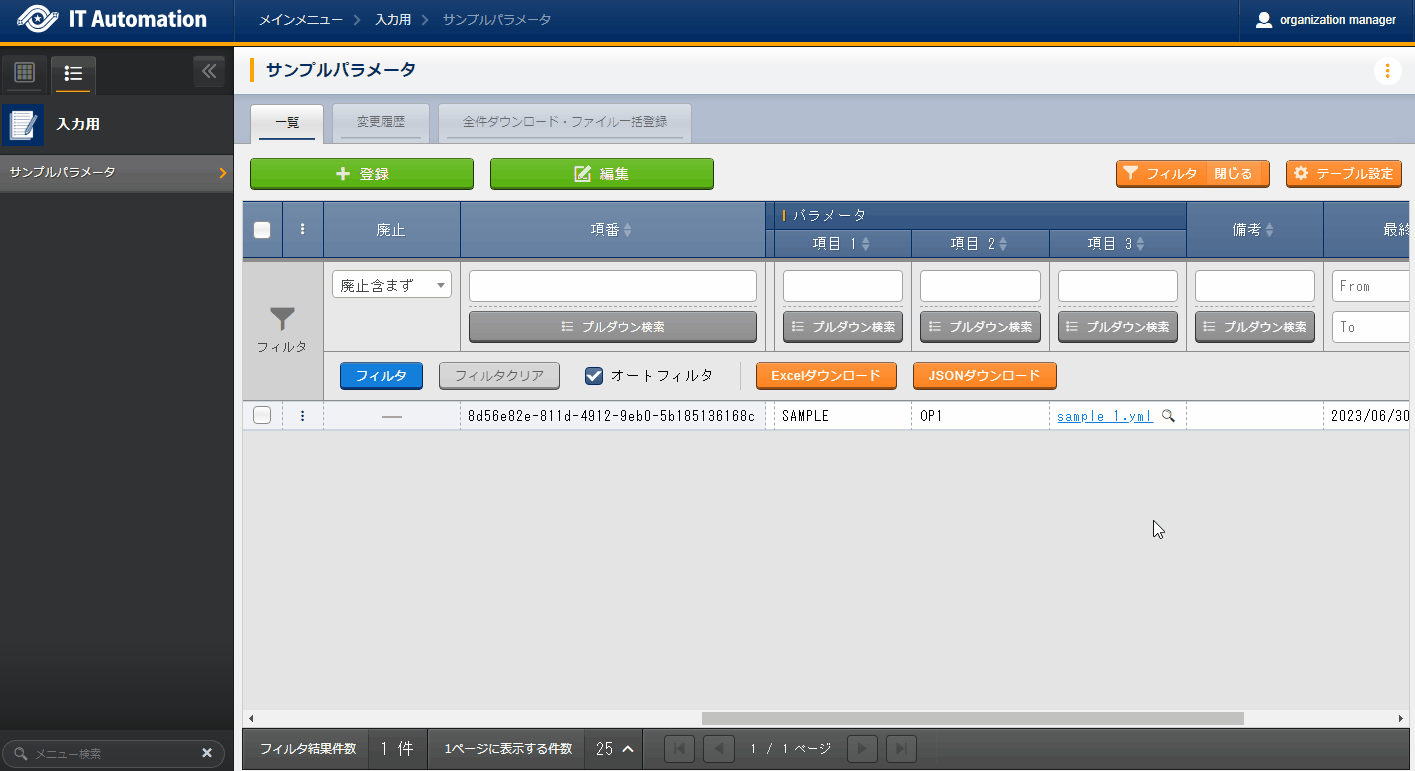 IT Automation
メインメニュー 入力用 サンプルパラメータ
organization manager
入力用
サンプルパラメータ
サンプルパラメータ
一覧 変更履歴 全件ダウンロード・ファイル一括登録
登録 編集 フィルタ 閉じる テーブル設定
パラメータ
廃止 項番 項目 1 項目 2 項目 3 備考 最終
フィルタ
廃止含まず From
プルダウン検索 プルダウン検索 プルダウン検索 プルダウン検索 プルダウン検索 To
フィルタ フィルタクリア オートフィルタ Excelダウンロード JSONダウンロード
8d56e82e-811d-4912-9eb0-5b185136168c SAMPLE OP1 sample_1.yml 2023/06/30
メニュー検索
フィルタ結果件数 1 件 1ページに表示する件数 25 1 / 1 ページ